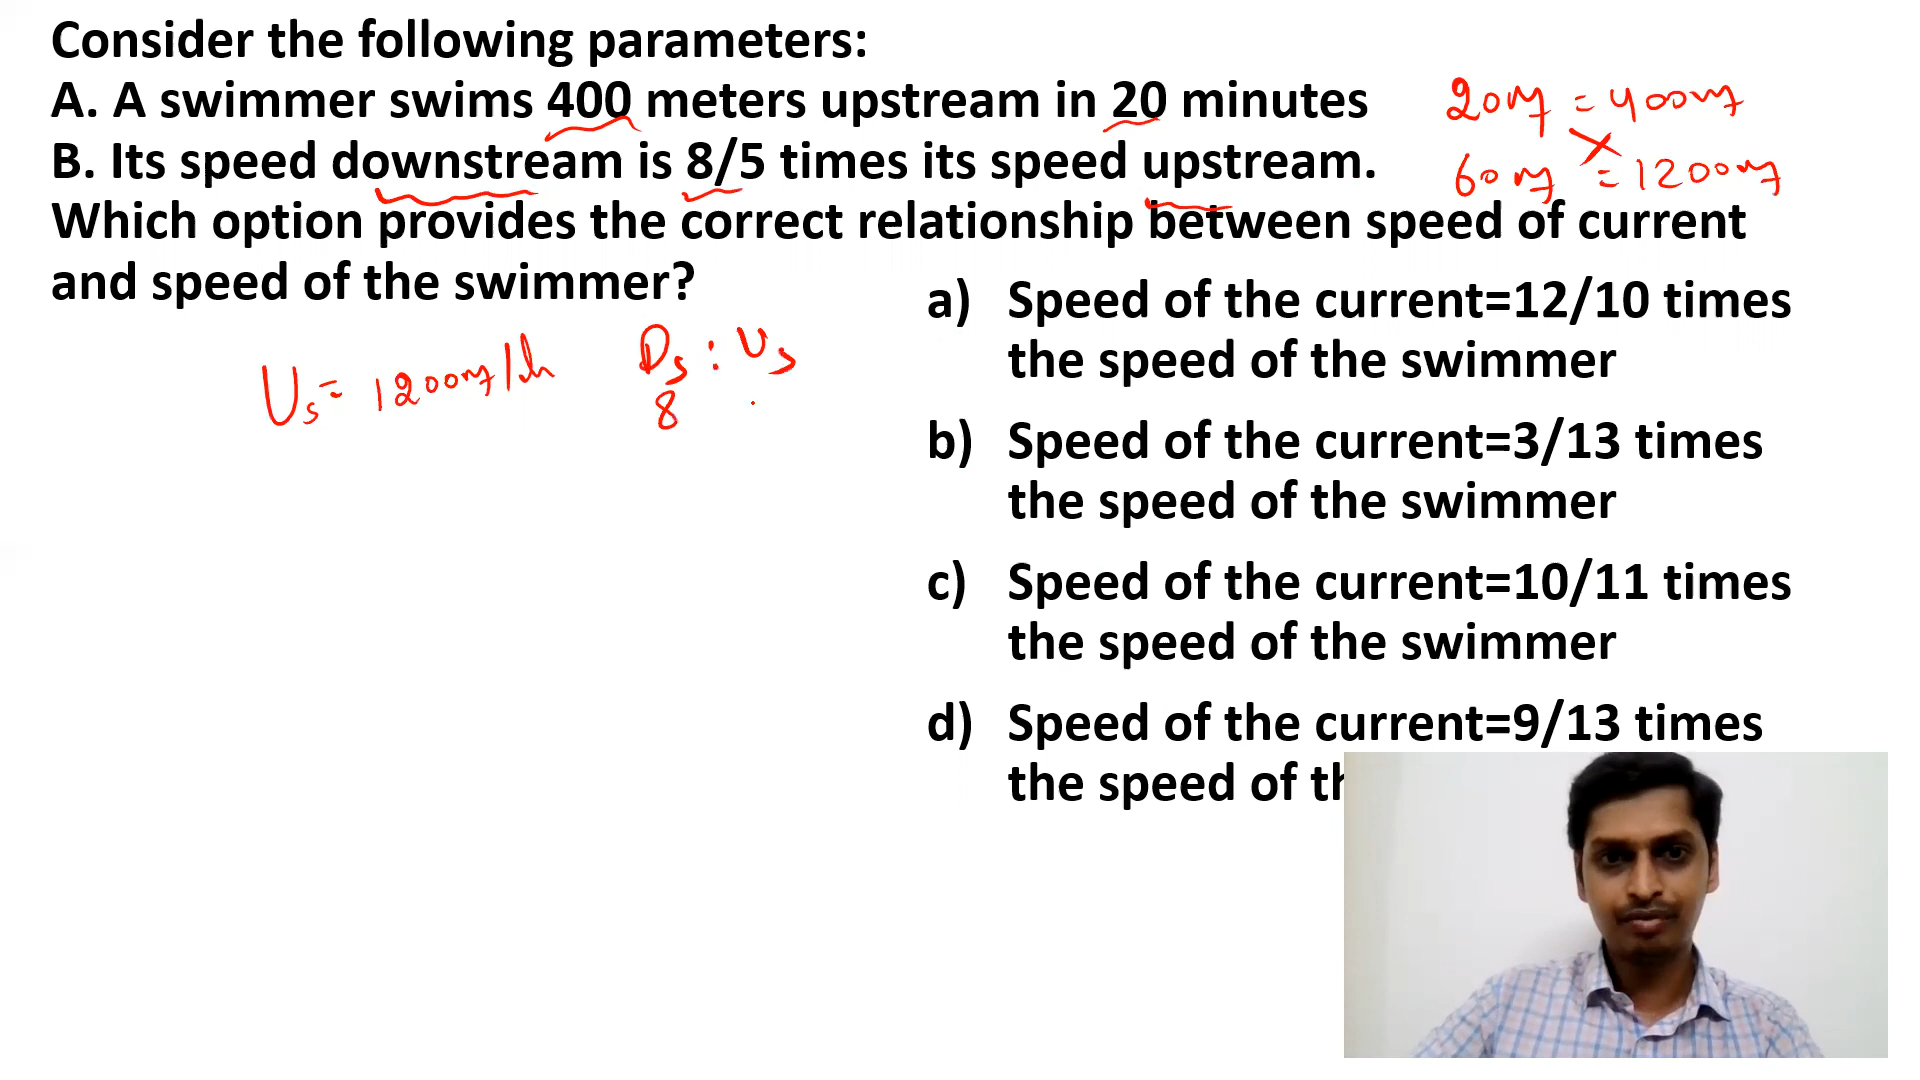 Consider the following parameters:
A. A swimmer swims 400 meters upstream in 20 minutes
B. Its speed downstream is 8/5 times its speed upstream.
Which option provides the correct relationship between speed of current
and speed of the swimmer?
20m = 400m
60m = 1200m
Us = 1200m/h
Ds : Us
8
a) Speed of the current=12/10 times
the speed of the swimmer
b) Speed of the current=3/13 times
the speed of the swimmer
c) Speed of the current=10/11 times
the speed of the swimmer
d) Speed of the current=9/13 times
the speed of